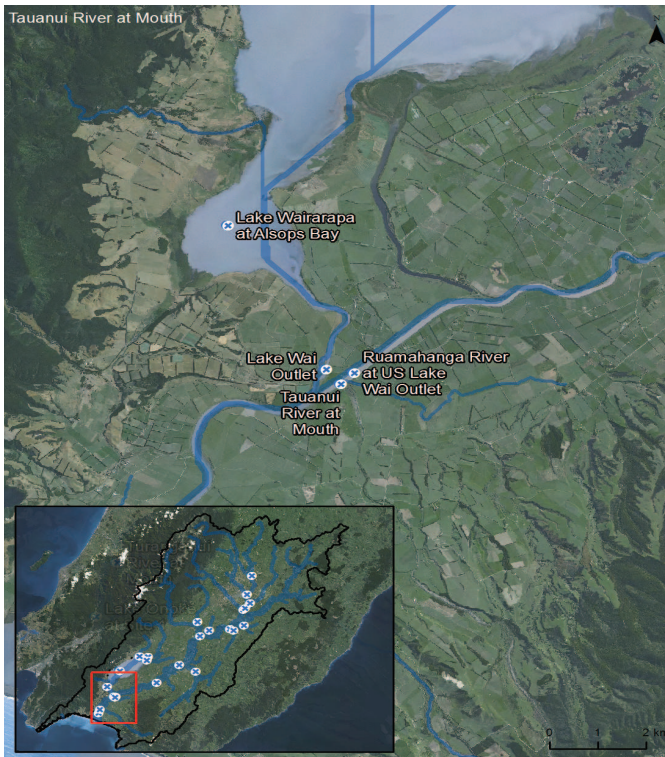 Tauanui River at Mouth
Lake Wairarapa
at Alsops Bay
Lake Wai
Outlet
Ruamahanga River
at US Lake
Wai Outlet
Tauanui
River at
Mouth
0 1 2 km